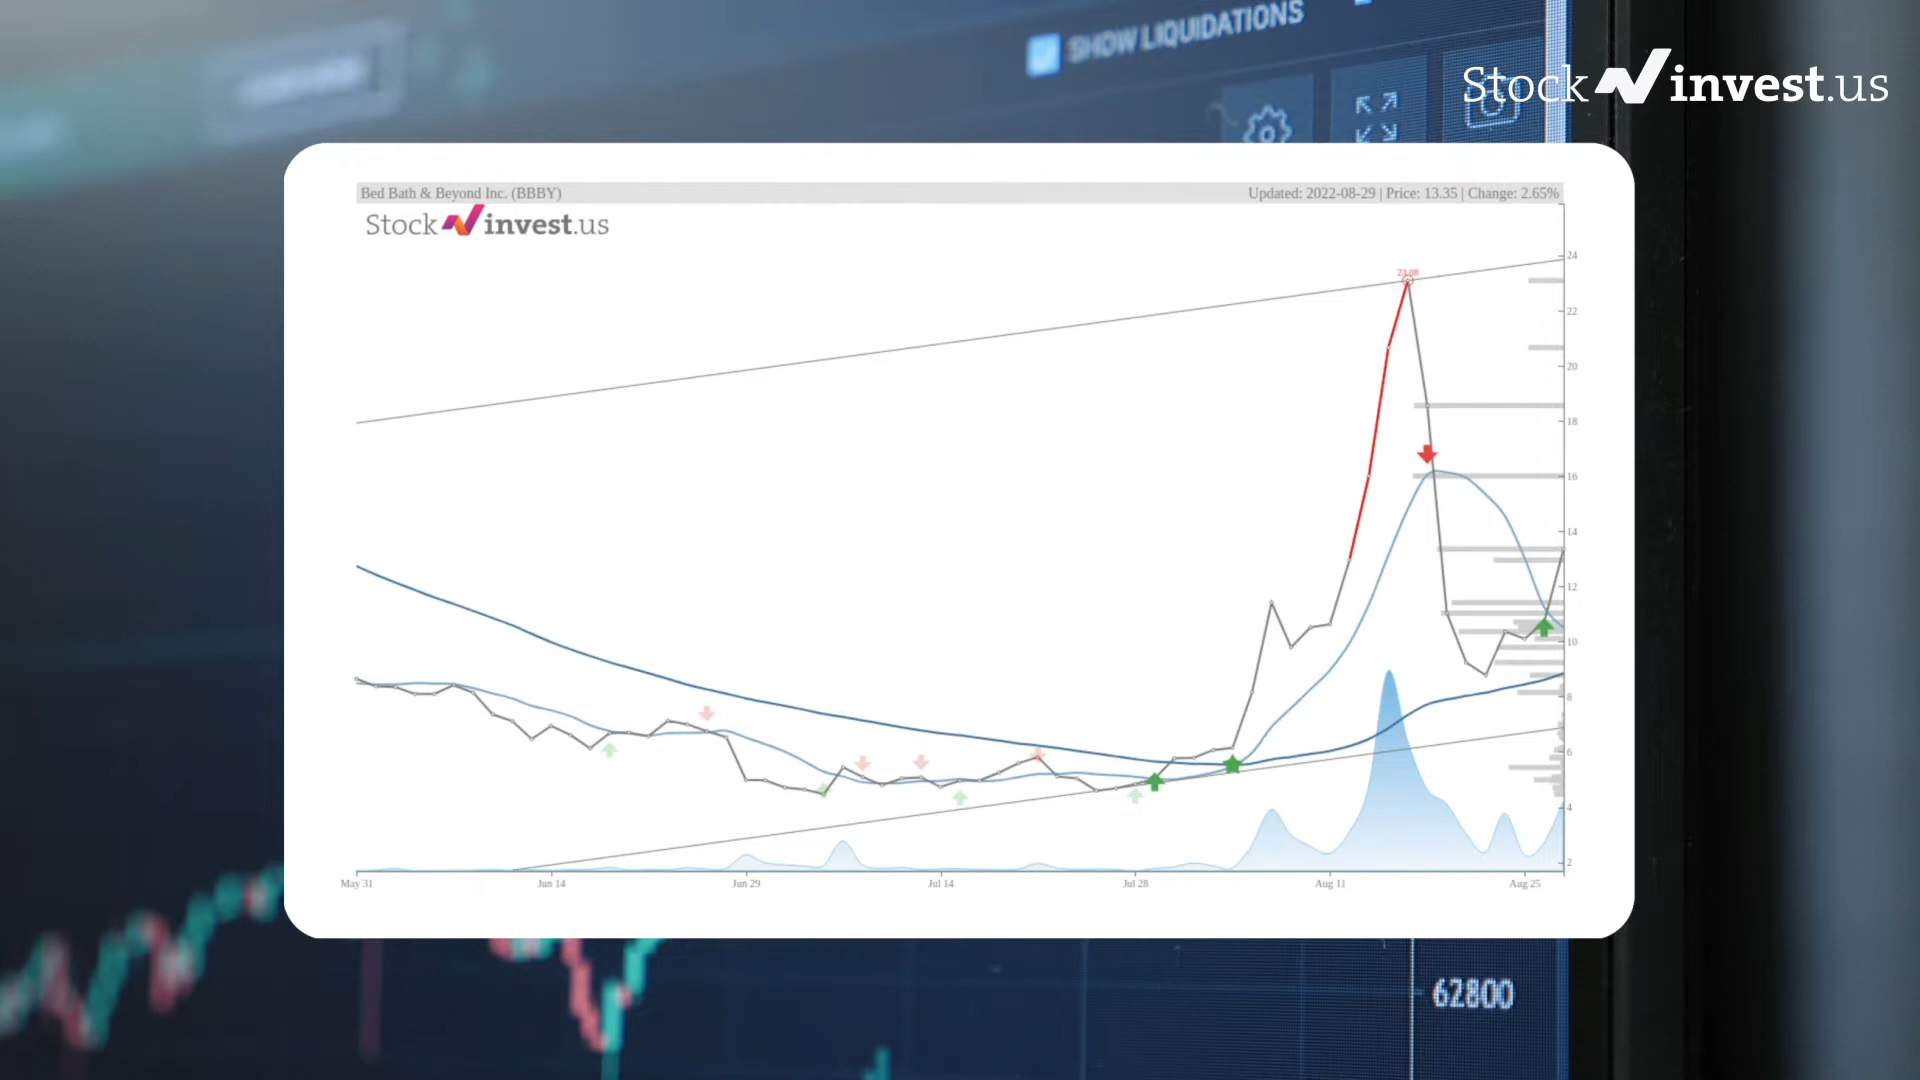 SHOW LIQUIDATIONS
Stock invest.us
Bed Bath & Beyond Inc. (BBBY)
Updated: 2022-08-29 | Price: 13.35 | Change: 2.65%
Stock invest.us
23.08
24
22
20
18
16
14
12
10
8
6
4
2
May 31
Jun 14
Jun 29
Jul 14
Jul 28
Aug 11
Aug 25
62800